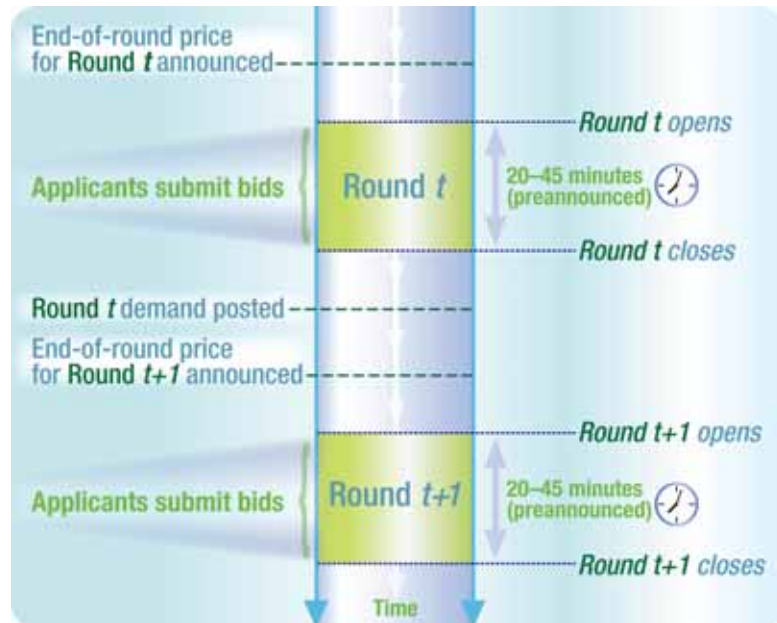 End-of-round price
for Round t announced
Round t opens
Applicants submit bids
Round t
20–45 minutes
(preannounced)
Round t closes
Round t demand posted
End-of-round price
for Round t+1 announced
Round t+1 opens
Applicants submit bids
Round t+1
20–45 minutes
(preannounced)
Round t+1 closes
Time